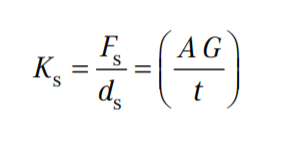 K_s = F_s / d_s = (A G / t)